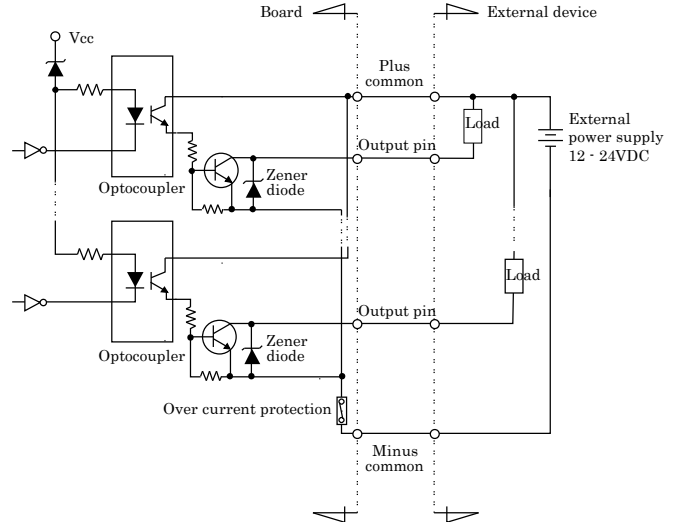 Board
External device
Vcc
Plus
common
Load
External
power supply
12 - 24VDC
Output pin
Optocoupler
Zener
diode
Load
Output pin
Optocoupler
Zener
diode
Over current protection
Minus
common